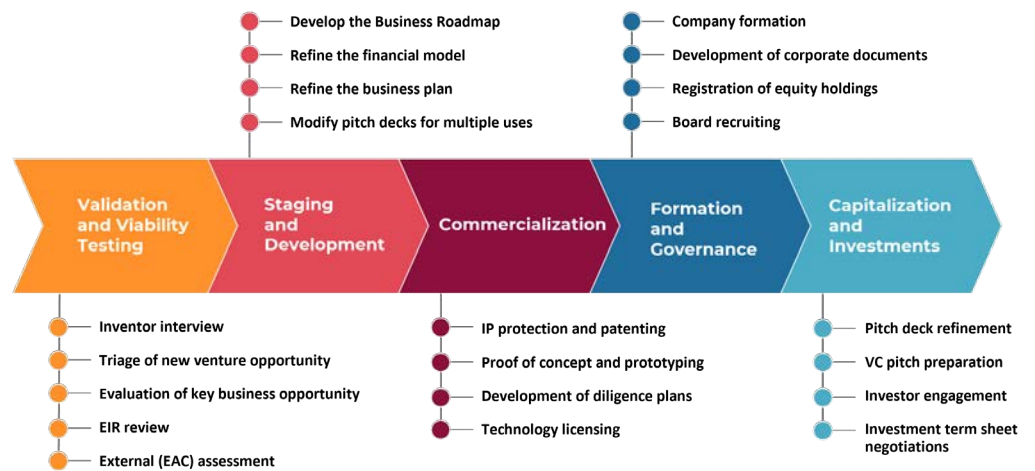 Develop the Business Roadmap
Refine the financial model
Refine the business plan
Modify pitch decks for multiple uses
Company formation
Development of corporate documents
Registration of equity holdings
Board recruiting
Validation
and Viability
Testing
Staging
and
Development
Commercialization
Formation
and
Governance
Capitalization
and
Investments
Inventor interview
Triage of new venture opportunity
Evaluation of key business opportunity
EIR review
External (EAC) assessment
IP protection and patenting
Proof of concept and prototyping
Development of diligence plans
Technology licensing
Pitch deck refinement
VC pitch preparation
Investor engagement
Investment term sheet
negotiations